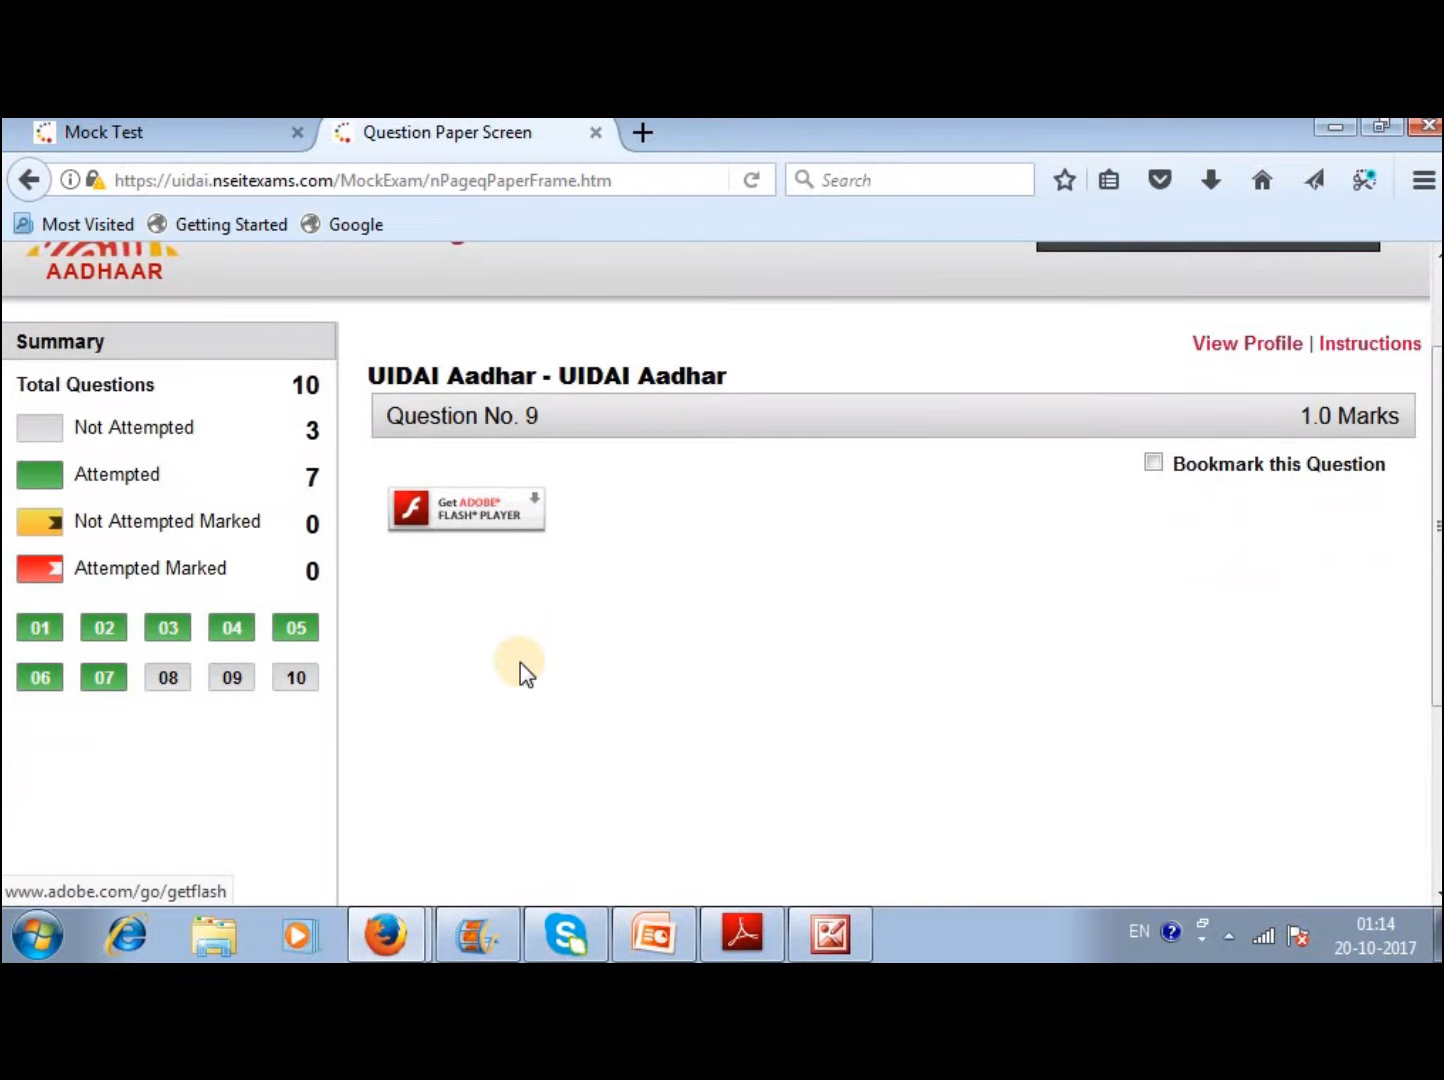 Mock Test
Question Paper Screen
https://uidai.nseitexams.com/MockExam/nPageqPaperFrame.htm
Search
Most Visited
Getting Started
Google
AADHAAR
Summary
View Profile | Instructions
Total Questions 10
UIDAI Aadhar - UIDAI Aadhar
Not Attempted 3
Question No. 9 1.0 Marks
Attempted 7
Bookmark this Question
Get ADOBE®
FLASH® PLAYER
Not Attempted Marked 0
Attempted Marked 0
01 02 03 04 05
06 07 08 09 10
www.adobe.com/go/getflash
EN
01:14
20-10-2017